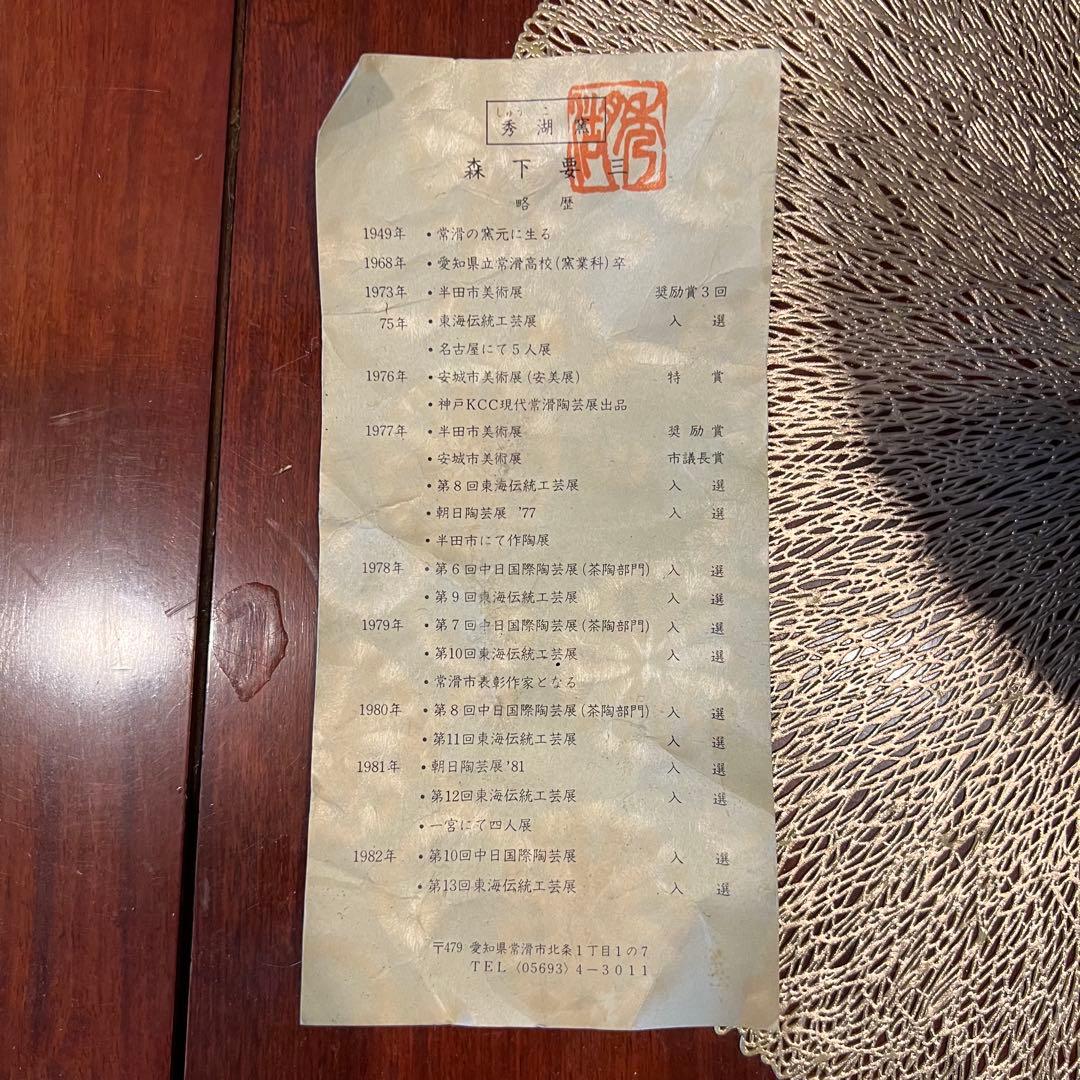 しゅう こ
秀湖窯
森下要三
略歴
1949年 ・常滑の窯元に生る
1968年 ・愛知県立常滑高校(窯業科)卒
1973年 ・半田市美術展 奨励賞3回
〜
75年 ・東海伝統工芸展 入選
・名古屋にて5人展
1976年 ・安城市美術展(安美展) 特賞
・神戸KCC現代常滑陶芸展出品
1977年 ・半田市美術展 奨励賞
・安城市美術展 市議長賞
・第8回東海伝統工芸展 入選
・朝日陶芸展 '77 入選
・半田市にて作陶展
1978年 ・第6回中日国際陶芸展(茶陶部門) 入選
・第9回東海伝統工芸展 入選
1979年 ・第7回中日国際陶芸展(茶陶部門) 入選
・第10回東海伝統工芸展 入選
・常滑市表彰作家となる
1980年 ・第8回中日国際陶芸展(茶陶部門) 入選
・第11回東海伝統工芸展 入選
1981年 ・朝日陶芸展'81 入選
・第12回東海伝統工芸展 入選
・一宮にて四人展
1982年 ・第10回中日国際陶芸展 入選
・第13回東海伝統工芸展 入選
〒479 愛知県常滑市北条1丁目1の7
TEL〈05693〉4-3011